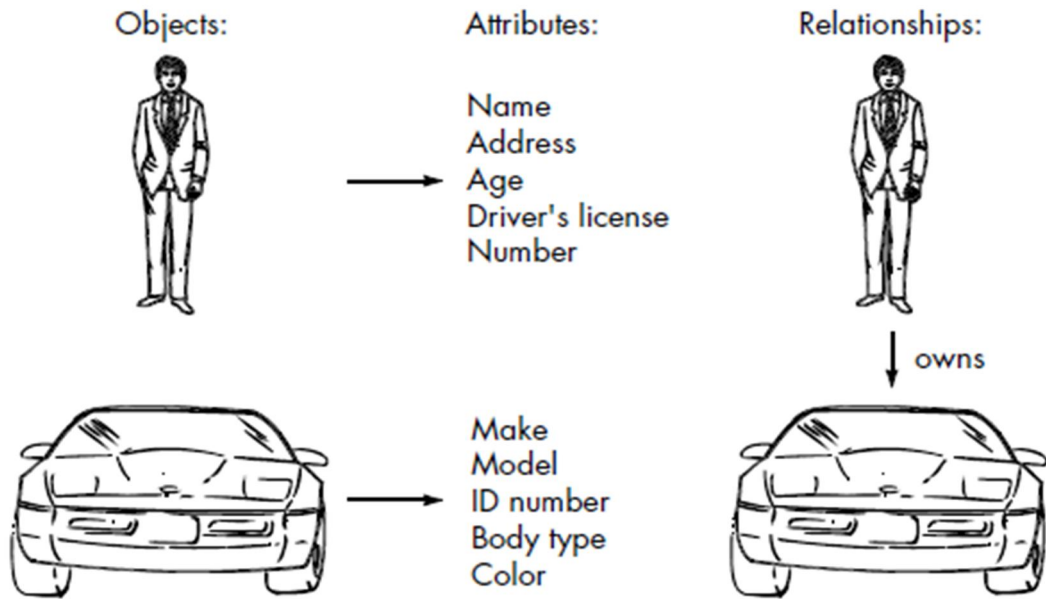 Objects:
Attributes:
Relationships:
Name
Address
Age
Driver's license
Number
owns
Make
Model
ID number
Body type
Color